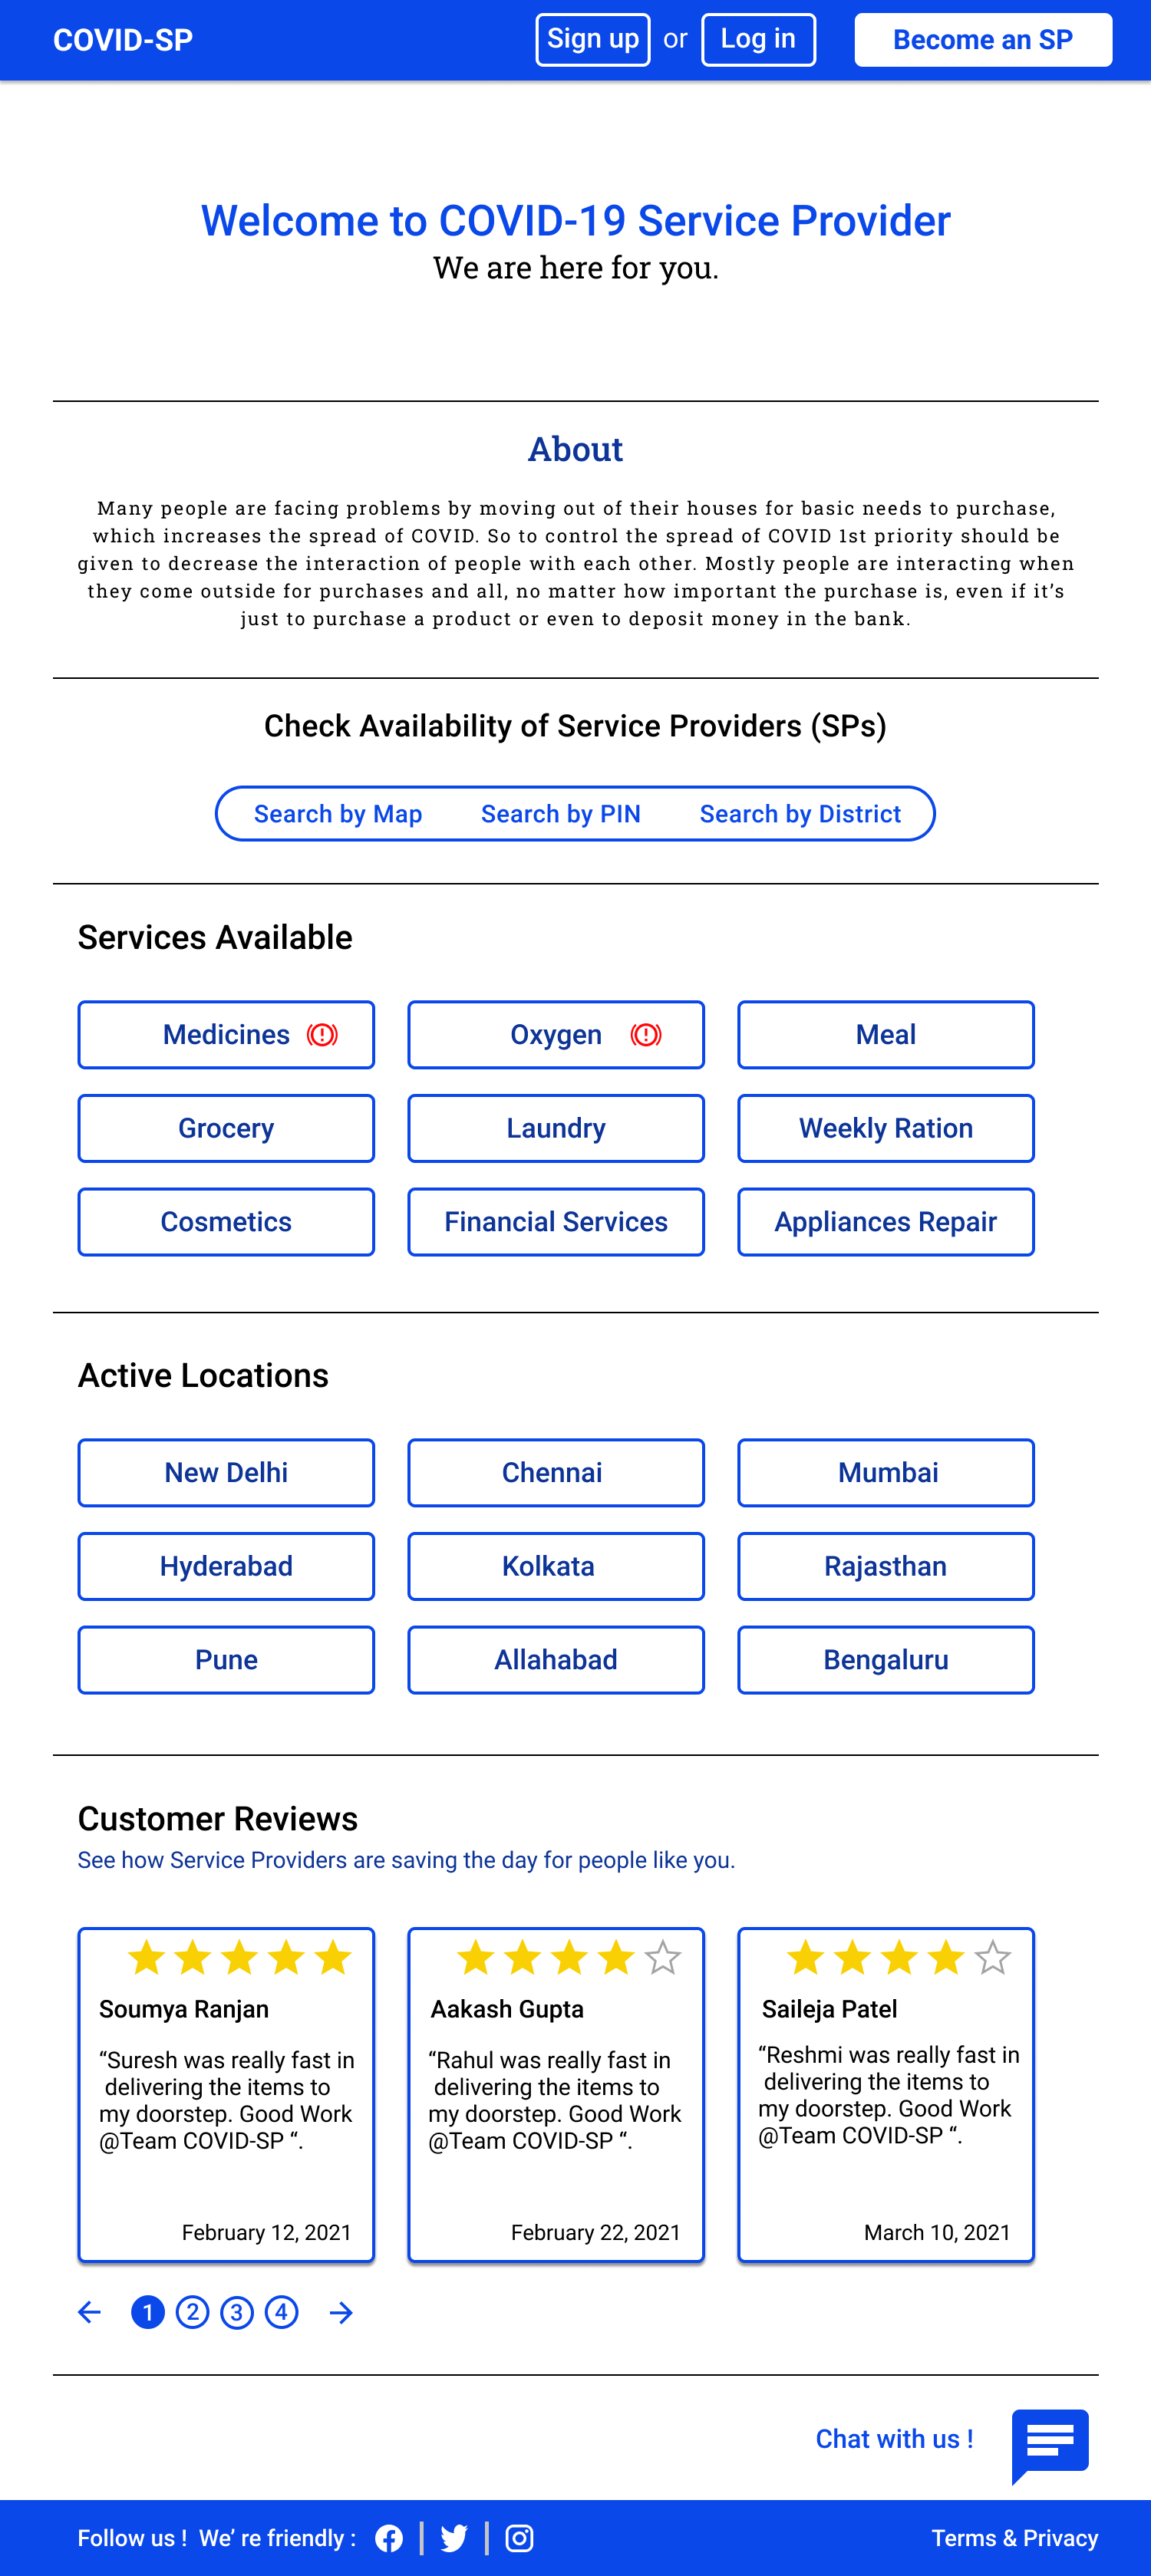 COVID-SP
Sign up or Log in
Become an SP
Welcome to COVID-19 Service Provider
We are here for you.
About
Many people are facing problems by moving out of their houses for basic needs to purchase,
which increases the spread of COVID. So to control the spread of COVID 1st priority should be
given to decrease the interaction of people with each other. Mostly people are interacting when
they come outside for purchases and all, no matter how important the purchase is, even if it’s
just to purchase a product or even to deposit money in the bank.
Check Availability of Service Providers (SPs)
Search by Map
Search by PIN
Search by District
Services Available
Medicines
Oxygen
Meal
Grocery
Laundry
Weekly Ration
Cosmetics
Financial Services
Appliances Repair
Active Locations
New Delhi
Chennai
Mumbai
Hyderabad
Kolkata
Rajasthan
Pune
Allahabad
Bengaluru
Customer Reviews
See how Service Providers are saving the day for people like you.
Soumya Ranjan
“Suresh was really fast in
delivering the items to
my doorstep. Good Work
@Team COVID-SP “.
February 12, 2021
Aakash Gupta
“Rahul was really fast in
delivering the items to
my doorstep. Good Work
@Team COVID-SP “.
February 22, 2021
Saileja Patel
“Reshmi was really fast in
delivering the items to
my doorstep. Good Work
@Team COVID-SP “.
March 10, 2021
1 2 3 4
Chat with us !
Follow us ! We’ re friendly :
Terms & Privacy